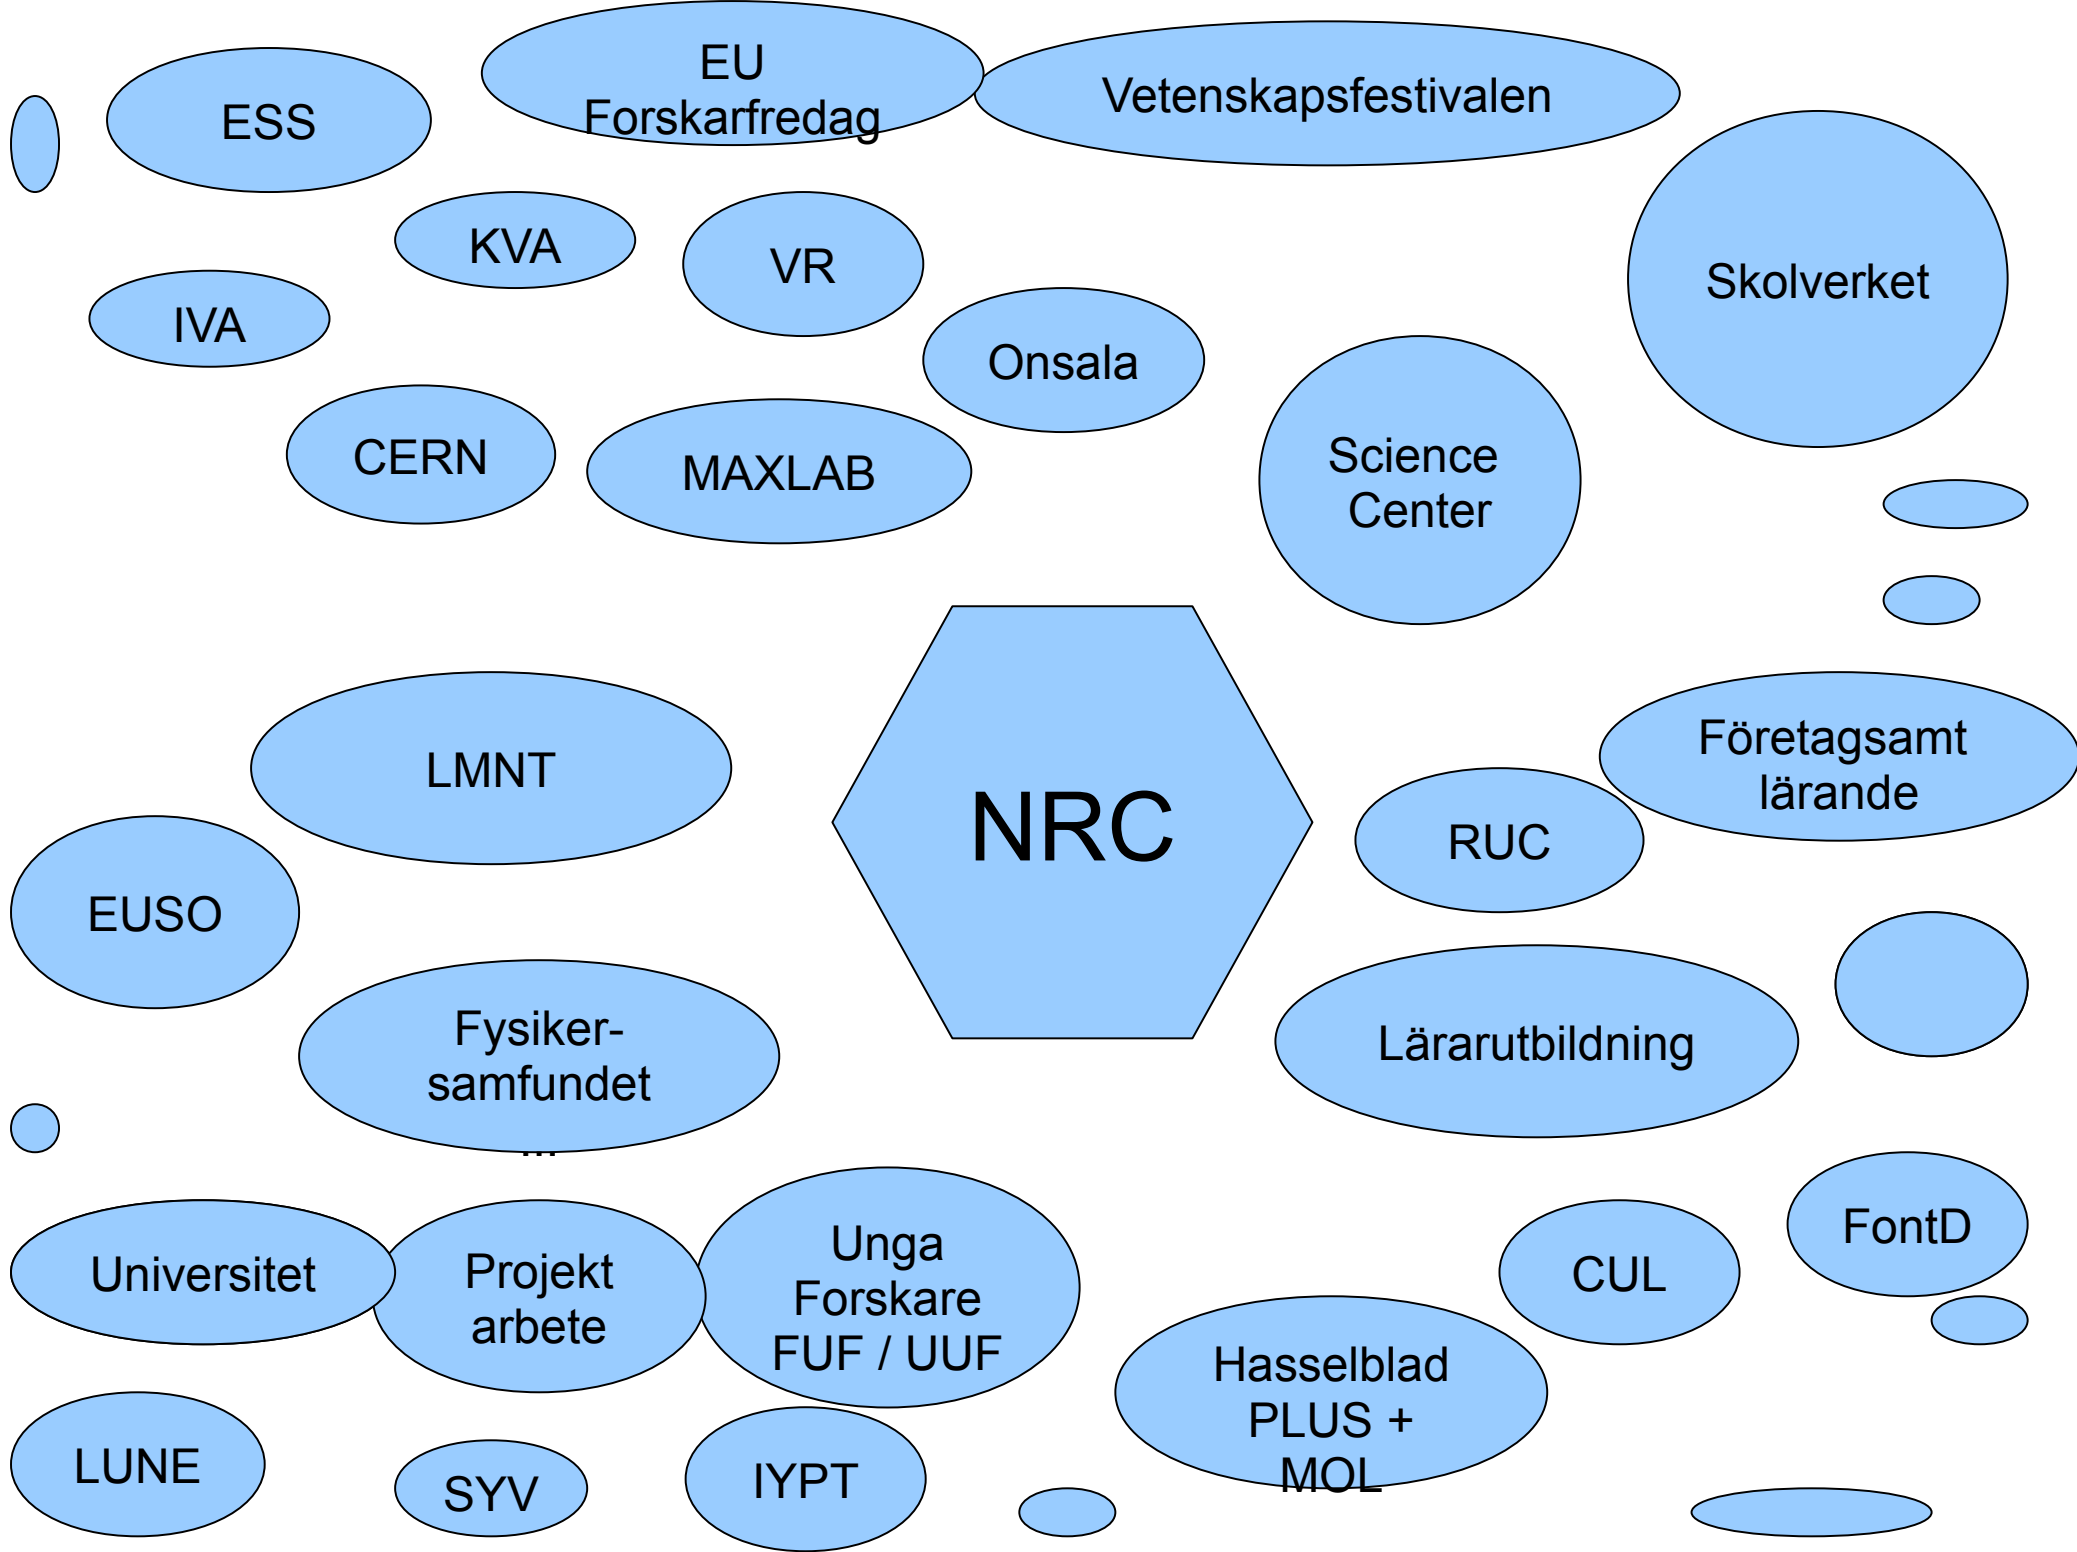 EU
Forskarfredag
Vetenskapsfestivalen
ESS
KVA
VR
Skolverket
IVA
Onsala
CERN
MAXLAB
Science
Center
LMNT
NRC
Företagsamt
lärande
RUC
EUSO
Fysiker-
samfundet
...
Lärarutbildning
Universitet
Projekt
arbete
Unga
Forskare
FUF / UUF
CUL
FontD
Hasselblad
PLUS +
MOL
LUNE
SYV
IYPT